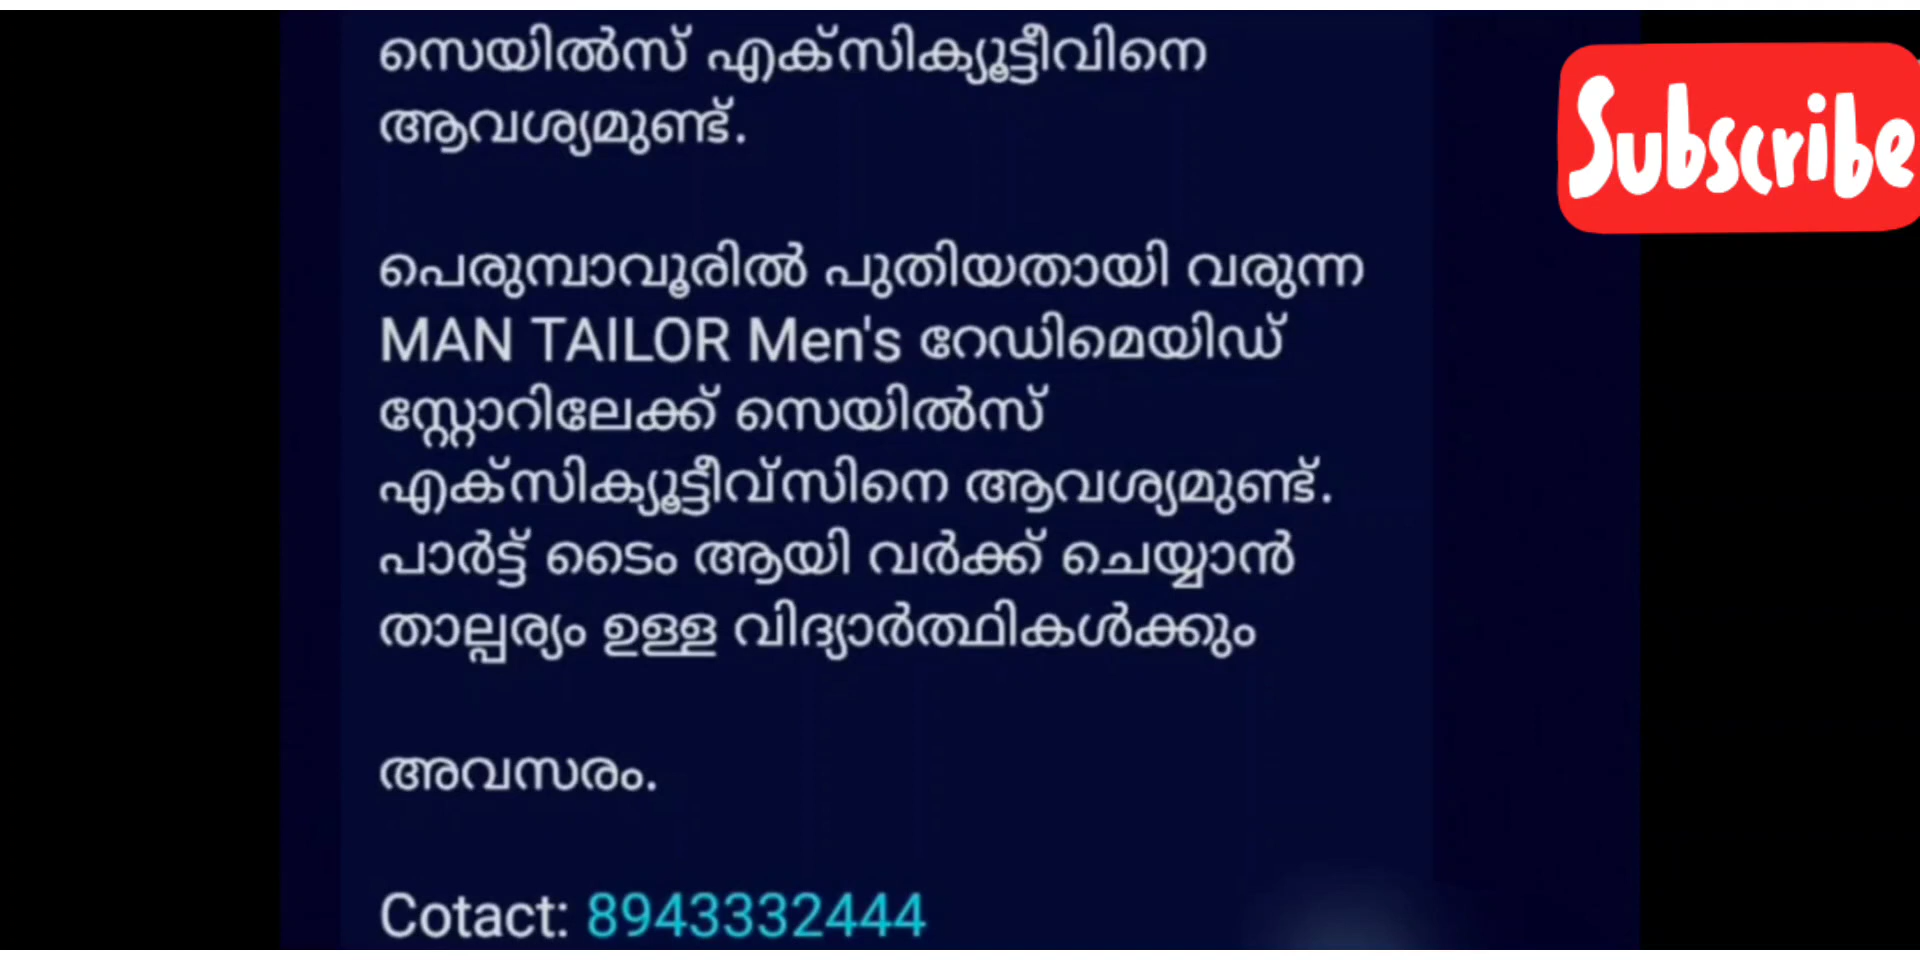 സെയിൽസ് എക്സിക്യൂട്ടീവിനെ
ആവശ്യമുണ്ട്.
Subscribe
പെരുമ്പാവൂരിൽ പുതിയതായി വരുന്ന
MAN TAILOR Men's റേഡിമെയിഡ്
സ്റ്റോറിലേക്ക് സെയിൽസ്
എക്സിക്യൂട്ടീവ്സിനെ ആവശ്യമുണ്ട്.
പാർട്ട് ടൈം ആയി വർക്ക് ചെയ്യാൻ
താല്പര്യം ഉള്ള വിദ്യാർത്ഥികൾക്കും
അവസരം.
Cotact: 8943332444